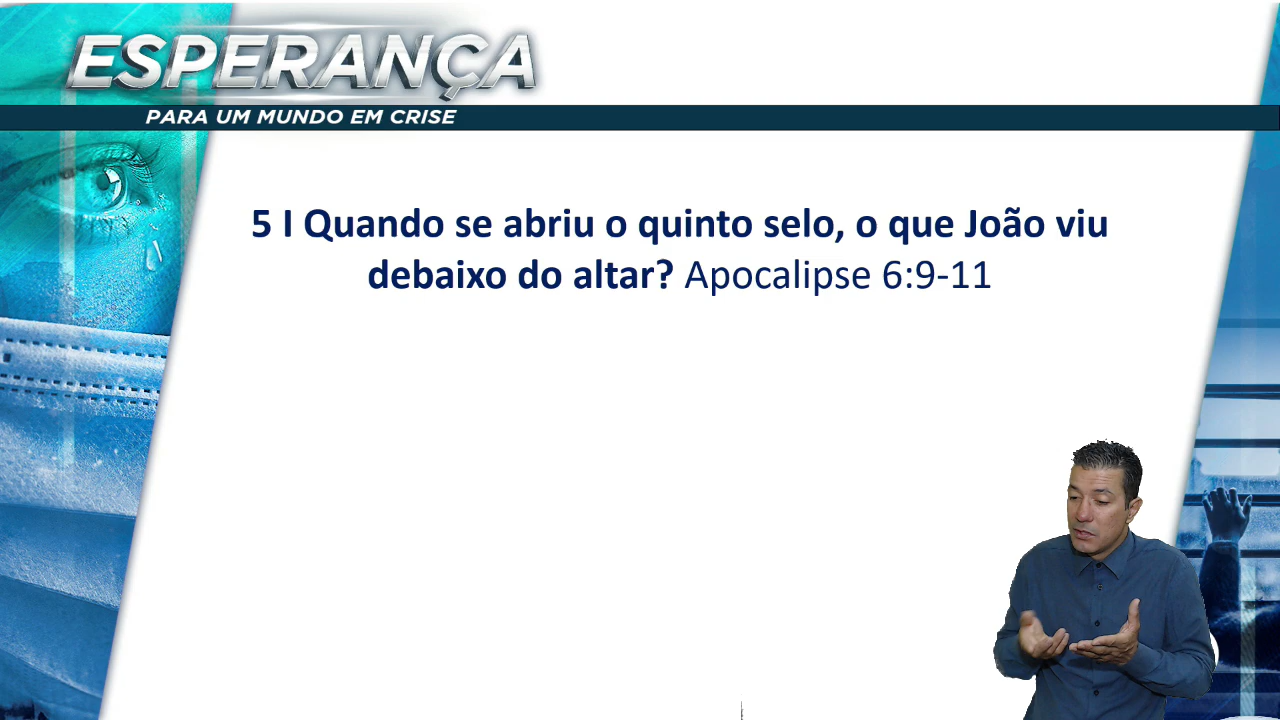 ESPERANÇA
PARA UM MUNDO EM CRISE
5 I Quando se abriu o quinto selo, o que João viu
debaixo do altar? Apocalipse 6:9-11